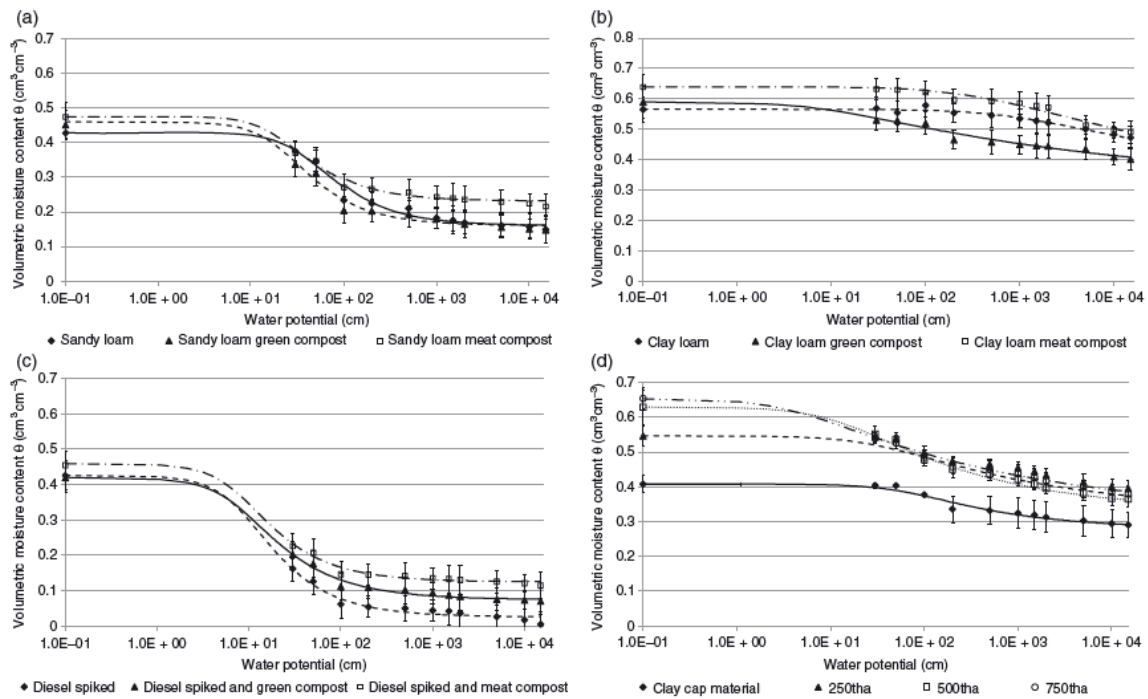 (a)
Volumetric moisture content θ (cm³cm⁻³)
0.7
0.6
0.5
0.4
0.3
0.2
0.1
0
1.0E–01 1.0E + 00 1.0E + 01 1.0E + 02 1.0E + 03 1.0E + 04
Water potential (cm)
Sandy loam Sandy loam green compost Sandy loam meat compost
(b)
Volumetric moisture content θ (cm³ cm⁻³)
0.8
0.7
0.6
0.5
0.4
0.3
0.2
0.1
0
1.0E–01 1.0E + 00 1.0E + 01 1.0E + 02 1.0E + 03 1.0E + 04
Water potential (cm)
Clay loam Clay loam green compost Clay loam meat compost
(c)
Volumetric moisture content θ (cm³cm⁻³)
0.7
0.6
0.5
0.4
0.3
0.2
0.1
0
1.0E–01 1.0E + 00 1.0E + 01 1.0E + 02 1.0E + 03 1.0E + 04
Water potential (cm)
Diesel spiked Diesel spiked and green compost Diesel spiked and meat compost
(d)
Volumetric moisture content θ (cm³cm⁻³)
0.7
0.6
0.5
0.4
0.3
0.2
0.1
0
1.0E–01 1.0E + 00 1.0E + 01 1.0E + 02 1.0E + 03 1.0E + 04
Water potential (cm)
Clay cap material 250tha 500tha 750tha